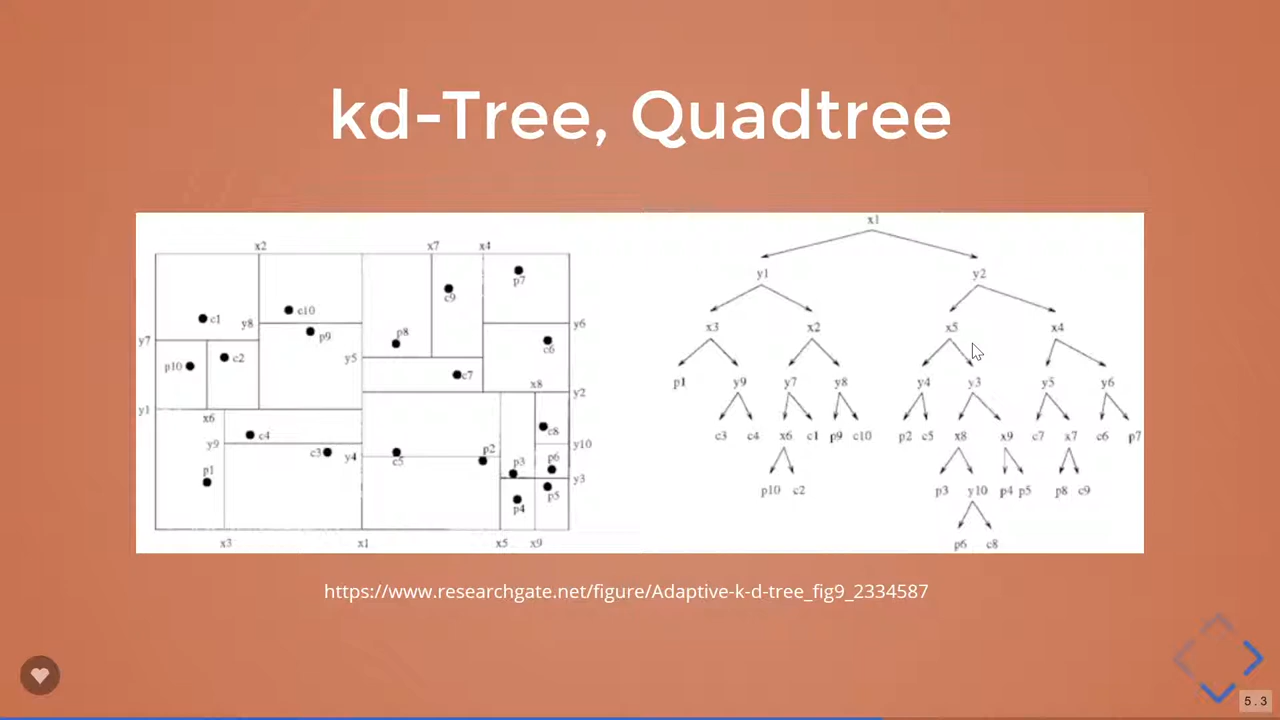 kd-Tree, Quadtree
x2 x7 x4
p7
c9
c1 y8 c10
p9
y6
p8
y7
c6
p10 c2
y5
c7
x8
y2
y1
x6
c4
c8
y9
c3 y4
c5
p2
y10
p3
p6
p1
y3
p5
p4
x3 x1 x5 x9
x1
y1 y2
x3 x2 x5 x4
p1 y9 y7 y8 y4 y3 y5 y6
c3 c4 x6 c1 p9 c10 p2 c5 x8 x9 c7 x7 c6 p7
p10 c2 p3 y10 p4 p5 p8 c9
p6 c8
https://www.researchgate.net/figure/Adaptive-k-d-tree_fig9_2334587
5.3